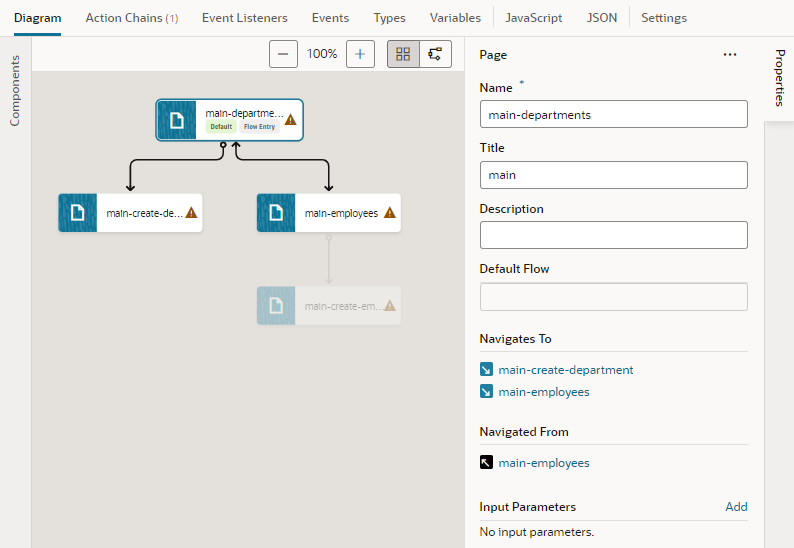 Diagram
Action Chains (1)
Event Listeners
Events
Types
Variables
JavaScript
JSON
Settings
Components
100%
main-departme...
Default
Flow Entry
main-create-de...
main-employees
main-create-em...
Page
Name *
main-departments
Title
main
Description
Default Flow
Navigates To
main-create-department
main-employees
Navigated From
main-employees
Input Parameters
Add
No input parameters.
Properties